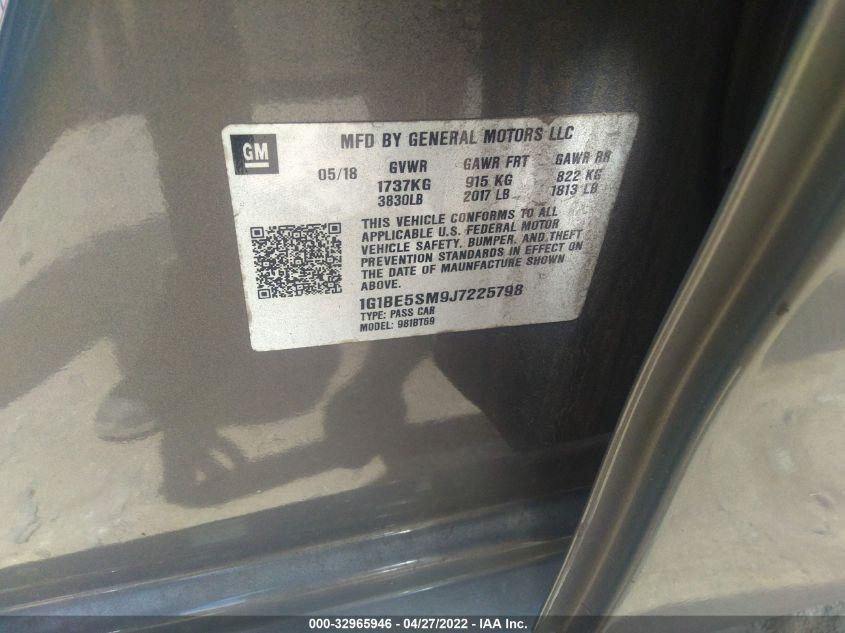 GM
MFD BY GENERAL MOTORS LLC
05/18 GVWR GAWR FRT GAWR RR
1737KG 915 KG 822 KG
3830LB 2017 LB 1813 LB
THIS VEHICLE CONFORMS TO ALL
APPLICABLE U.S. FEDERAL MOTOR
VEHICLE SAFETY, BUMPER, AND THEFT
PREVENTION STANDARDS IN EFFECT ON
THE DATE OF MAUNFACTURE SHOWN
ABOVE.
1G1BE5SM9J7225798
TYPE: PASS CAR
MODEL: 981BT69
000-32965946 - 04/27/2022 - IAA Inc.